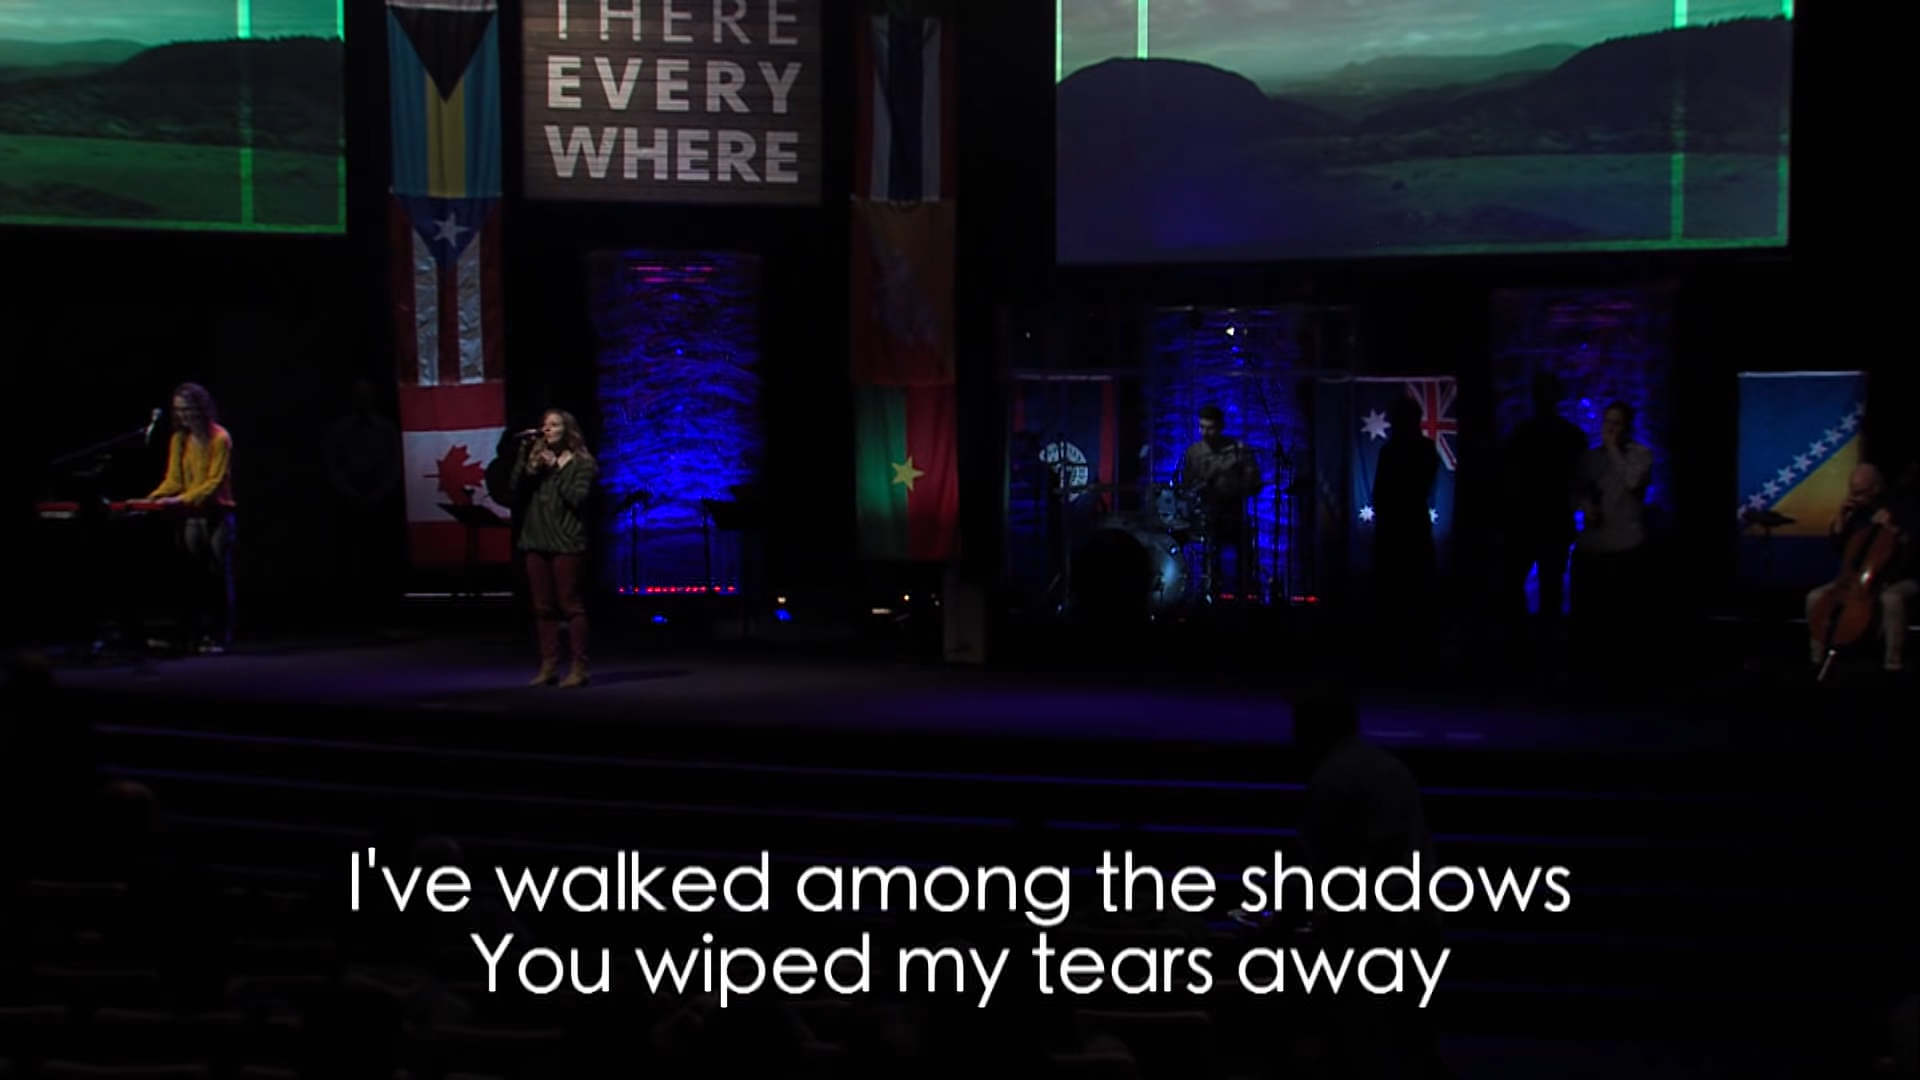 THERE
EVERY
WHERE
I've walked among the shadows
You wiped my tears away